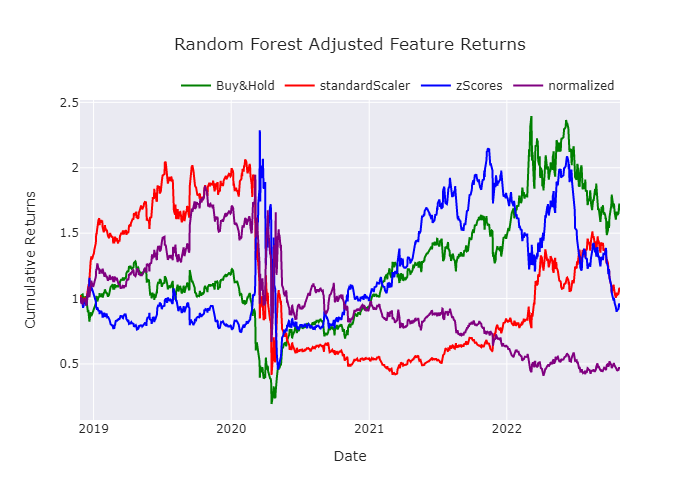 Random Forest Adjusted Feature Returns
Buy&Hold standardScaler zScores normalized
2.5
2
1.5
1
0.5
Cumulative Returns
2019 2020 2021 2022
Date